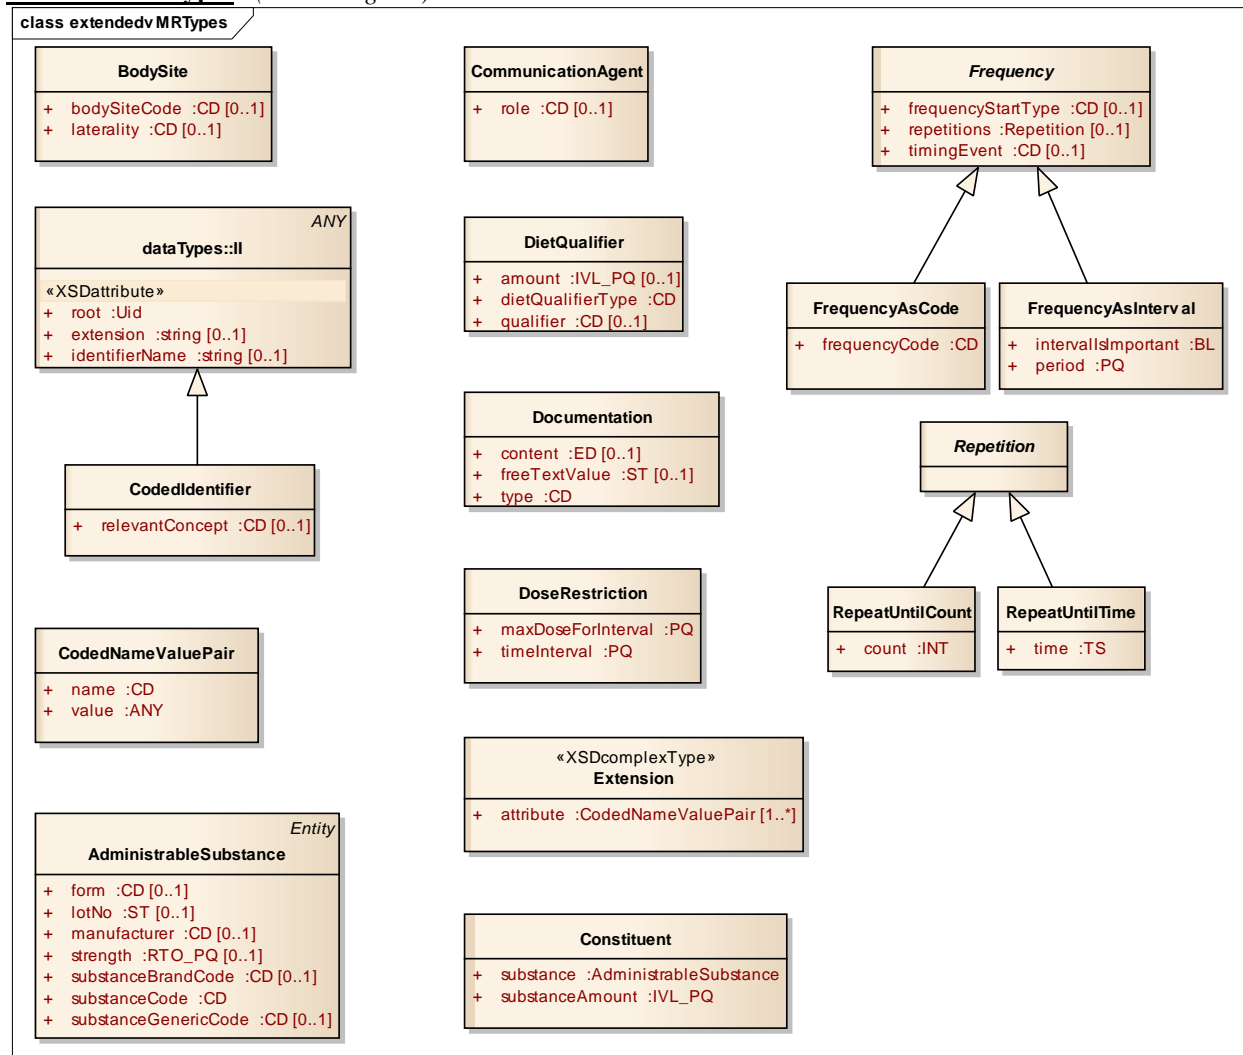 class extendedvMRTypes
BodySite
+ bodySiteCode :CD [0..1]
+ laterality :CD [0..1]
CommunicationAgent
+ role :CD [0..1]
Frequency
+ frequencyStartType :CD [0..1]
+ repetitions :Repetition [0..1]
+ timingEvent :CD [0..1]
ANY
dataTypes::II
«XSDattribute»
+ root :Uid
+ extension :string [0..1]
+ identifierName :string [0..1]
DietQualifier
+ amount :IVL_PQ [0..1]
+ dietQualifierType :CD
+ qualifier :CD [0..1]
FrequencyAsCode
+ frequencyCode :CD
FrequencyAsInterval
+ intervalIsImportant :BL
+ period :PQ
Documentation
+ content :ED [0..1]
+ freeTextValue :ST [0..1]
+ type :CD
Repetition
CodedIdentifier
+ relevantConcept :CD [0..1]
DoseRestriction
+ maxDoseForInterval :PQ
+ timeInterval :PQ
RepeatUntilCount
+ count :INT
RepeatUntilTime
+ time :TS
CodedNameValuePair
+ name :CD
+ value :ANY
«XSDcomplexType»
Extension
+ attribute :CodedNameValuePair [1..*]
Entity
AdministrableSubstance
+ form :CD [0..1]
+ lotNo :ST [0..1]
+ manufacturer :CD [0..1]
+ strength :RTO_PQ [0..1]
+ substanceBrandCode :CD [0..1]
+ substanceCode :CD
+ substanceGenericCode :CD [0..1]
Constituent
+ substance :AdministrableSubstance
+ substanceAmount :IVL_PQ